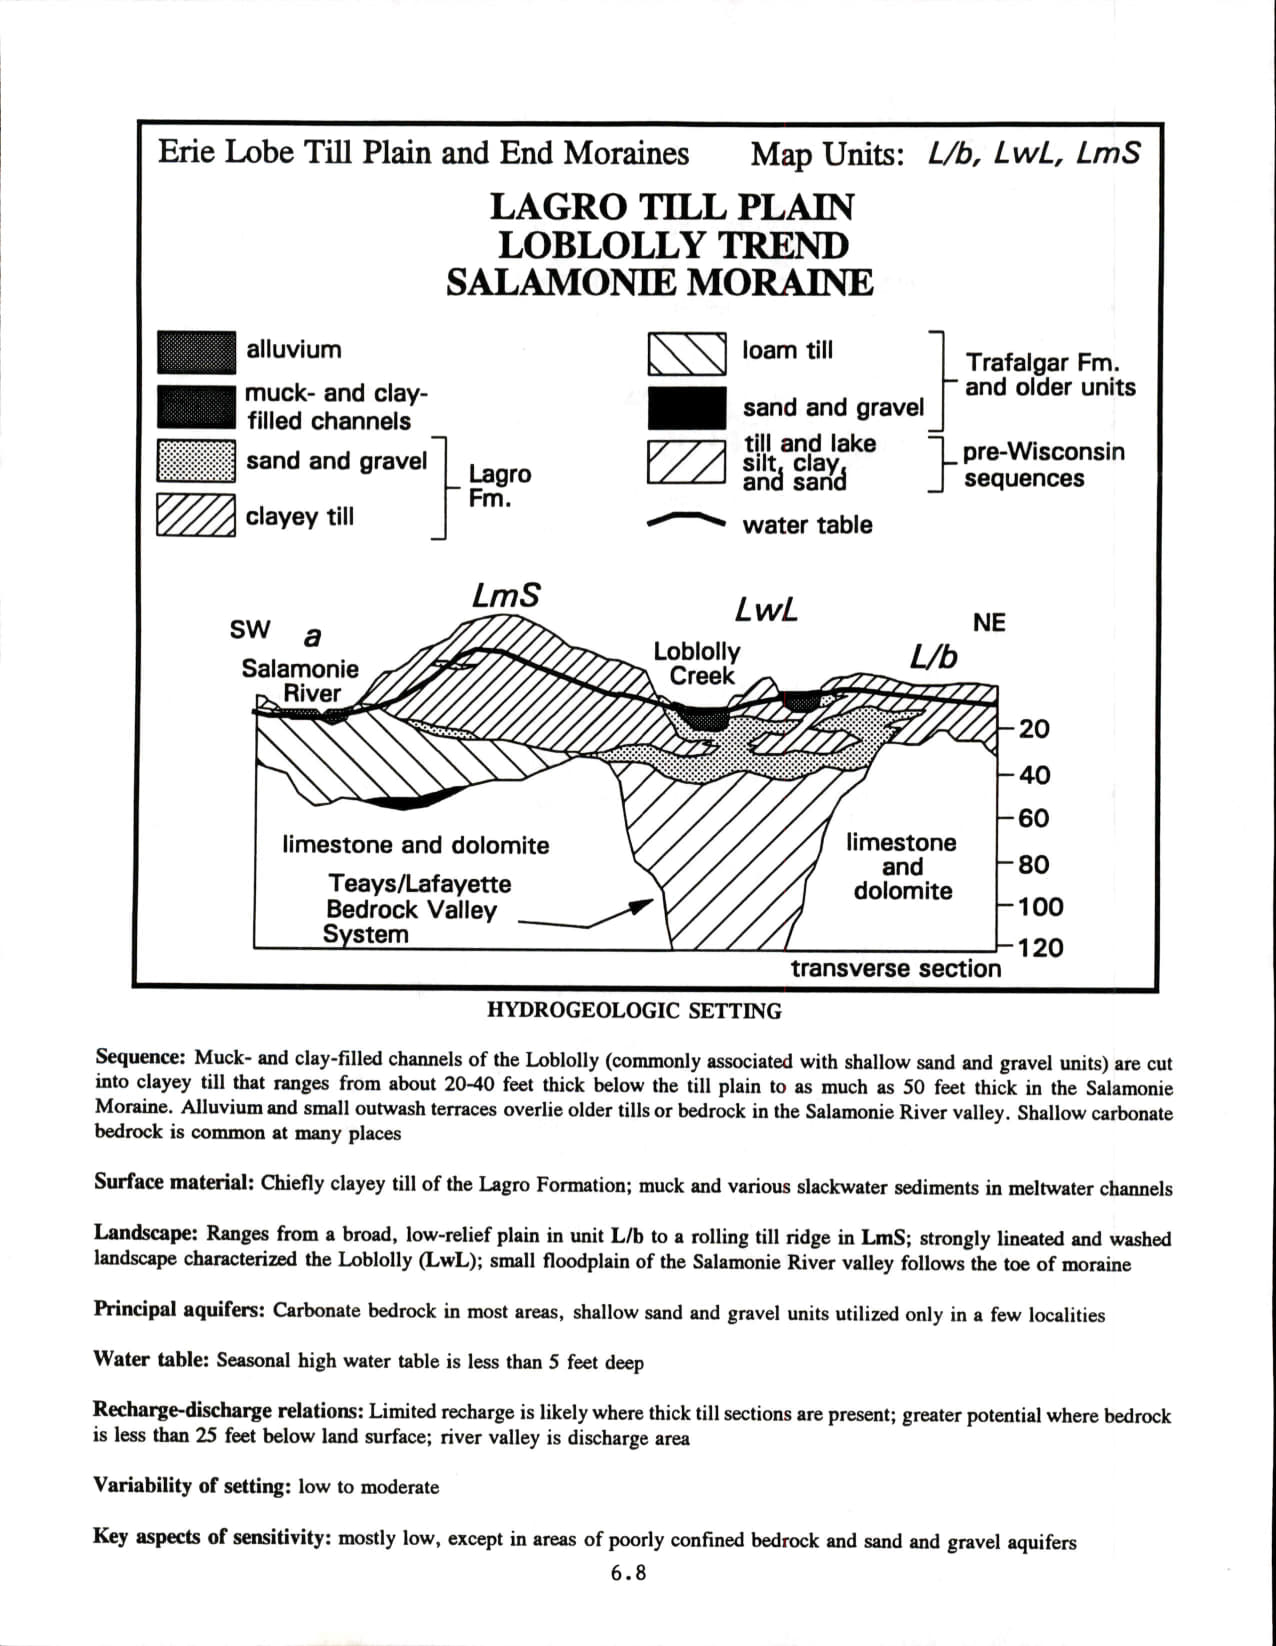 Erie Lobe Till Plain and End Moraines Map Units: L/b, LwL, LmS
LAGRO TILL PLAIN
LOBLOLLY TREND
SALAMONIE MORAINE
alluvium
muck- and clay-
filled channels
sand and gravel
clayey till
Lagro
Fm.
loam till
sand and gravel
till and lake
silt, clay,
and sand
water table
Trafalgar Fm.
and older units
pre-Wisconsin
sequences
LmS
LwL
SW
a
NE
Salamonie
River
Loblolly
Creek
L/b
20
40
60
80
100
120
limestone and dolomite
Teays/Lafayette
Bedrock Valley
System
limestone
and
dolomite
transverse section
HYDROGEOLOGIC SETTING
Sequence: Muck- and clay-filled channels of the Loblolly (commonly associated with shallow sand and gravel units) are cut
into clayey till that ranges from about 20-40 feet thick below the till plain to as much as 50 feet thick in the Salamonie
Moraine. Alluvium and small outwash terraces overlie older tills or bedrock in the Salamonie River valley. Shallow carbonate
bedrock is common at many places
Surface material: Chiefly clayey till of the Lagro Formation; muck and various slackwater sediments in meltwater channels
Landscape: Ranges from a broad, low-relief plain in unit L/b to a rolling till ridge in LmS; strongly lineated and washed
landscape characterized the Loblolly (LwL); small floodplain of the Salamonie River valley follows the toe of moraine
Principal aquifers: Carbonate bedrock in most areas, shallow sand and gravel units utilized only in a few localities
Water table: Seasonal high water table is less than 5 feet deep
Recharge-discharge relations: Limited recharge is likely where thick till sections are present; greater potential where bedrock
is less than 25 feet below land surface; river valley is discharge area
Variability of setting: low to moderate
Key aspects of sensitivity: mostly low, except in areas of poorly confined bedrock and sand and gravel aquifers
6.8